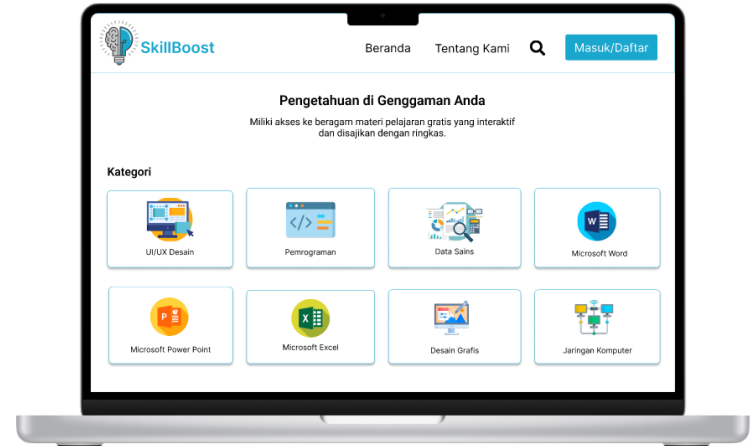 SkillBoost
Beranda
Tentang Kami
Masuk/Daftar
Pengetahuan di Genggaman Anda
Miliki akses ke beragam materi pelajaran gratis yang interaktif
dan disajikan dengan ringkas.
Kategori
UI/UX Desain
</>
Pemrograman
Data Sains
W
Microsoft Word
P
Microsoft Power Point
X
Microsoft Excel
Desain Grafis
Jaringan Komputer